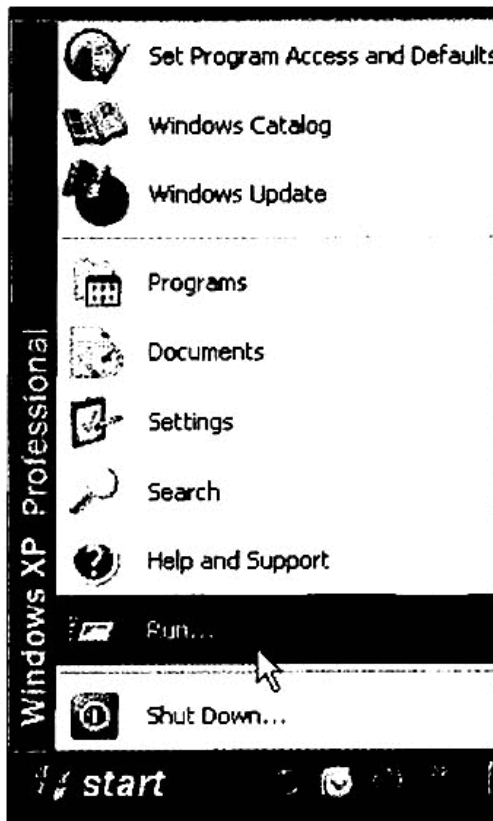 Set Program Access and Defaults
Windows Catalog
Windows Update
Programs
Documents
Settings
Search
Help and Support
Run...
Shut Down...
Windows XP Professional
start